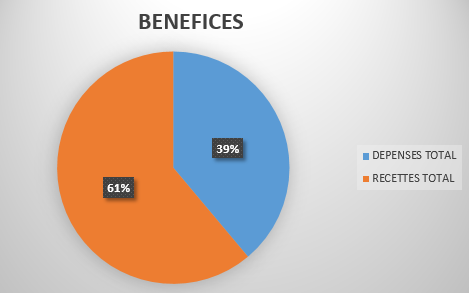 BENEFICES
39%
61%
DEPENSES TOTAL
RECETTES TOTAL